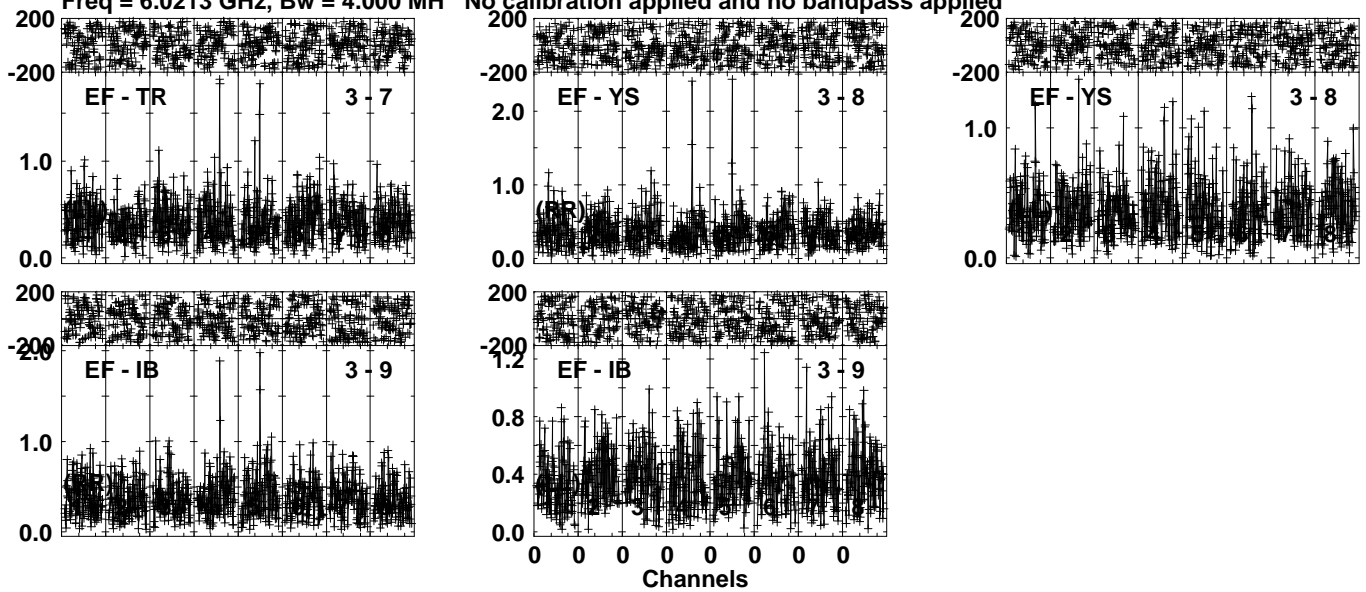 Freq = 6.0213 GHz, Bw = 4.000 MH No calibration applied and no bandpass applied
200 200 200
-200 -200 -200
EF - TR 3 - 7 EF - YS 3 - 8 EF - YS 3 - 8
2.0
1.0 1.0 1.0
(RR)
0.0 0.0 0.0
200 200
-200 -200
2.0 1.2
EF - IB 3 - 9 EF - IB 3 - 9
0.8
1.0
0.4
0.0 0.0
0 0 0 0 0 0 0 0
Channels